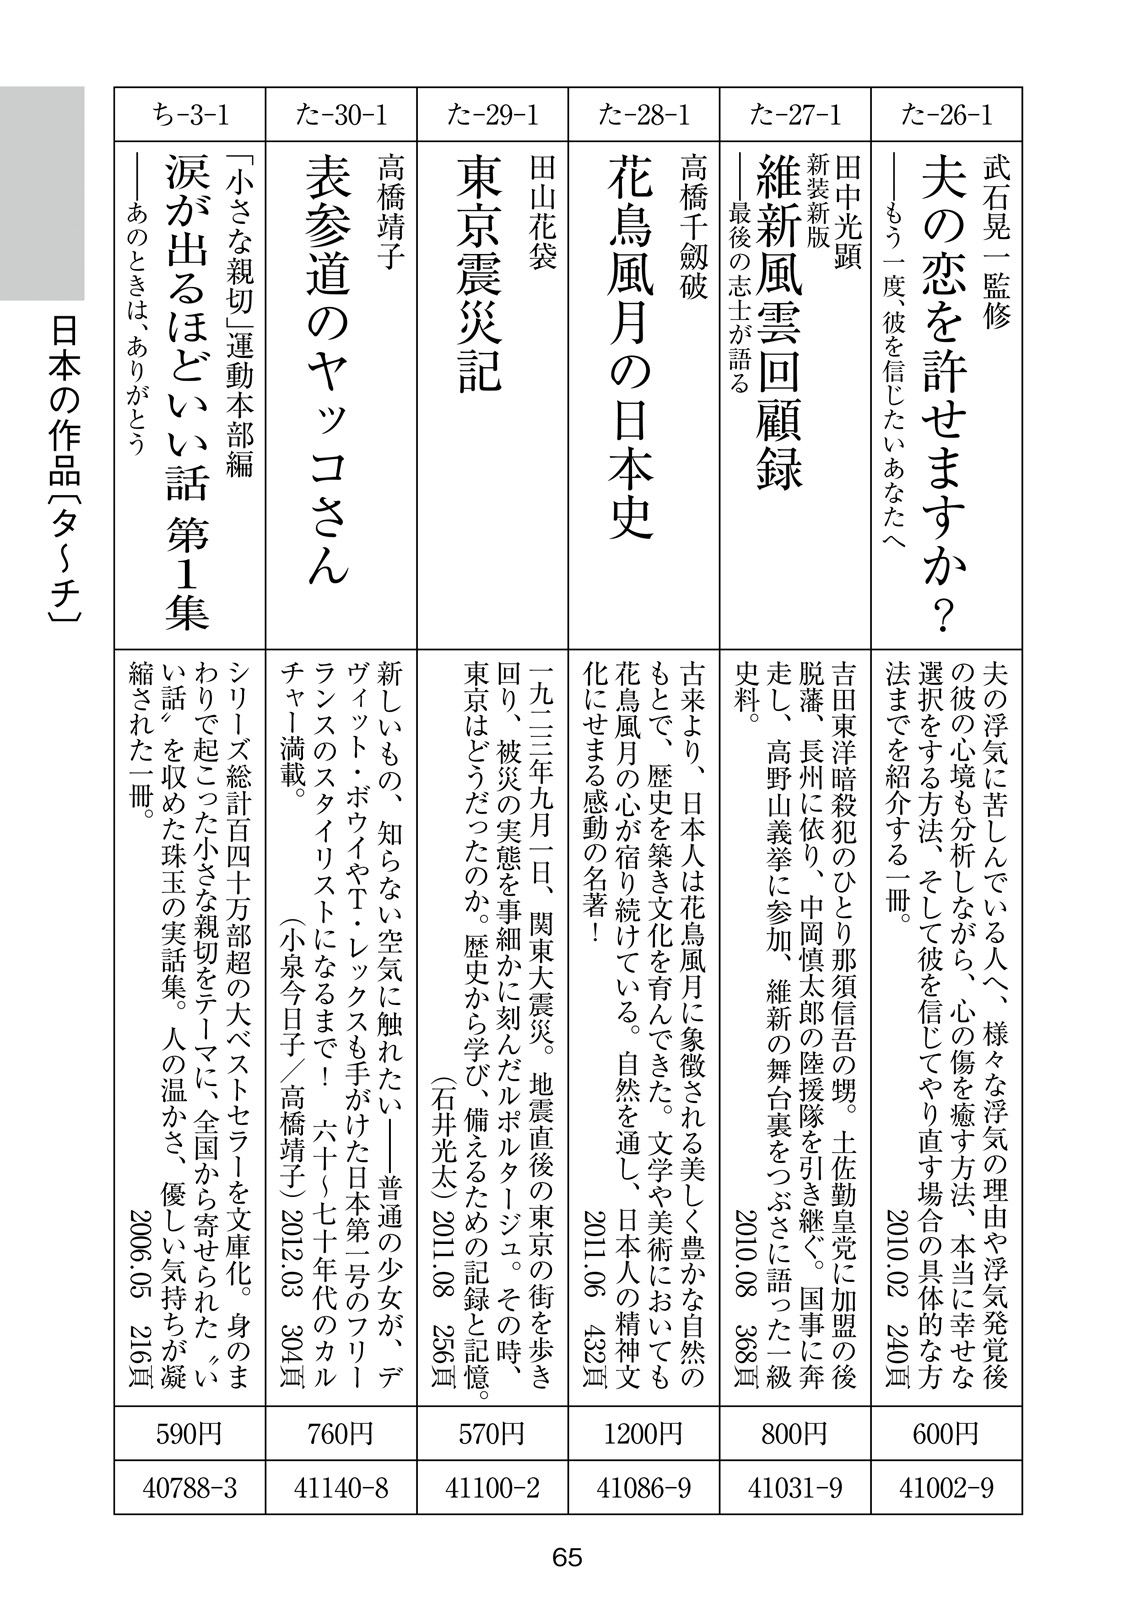 た-26-1
武石晃一監修
夫の恋を許せますか?
――もう一度、彼を信じたいあなたへ
夫の浮気に苦しんでいる人へ、様々な浮気の理由や浮気発覚後
の彼の心境も分析しながら、心の傷を癒す方法、本当に幸せな
選択をする方法、そして彼を信じてやり直す場合の具体的な方
法までを紹介する一冊。 2010.02 240頁
600円
41002-9
た-27-1
田中光顕
新装新版
維新風雲回顧録
――最後の志士が語る
吉田東洋暗殺犯のひとり那須信吾の甥。土佐勤皇党に加盟の後
脱藩、長州に依り、中岡慎太郎の陸援隊を引き継ぐ。国事に奔
走し、高野山義挙に参加、維新の舞台裏をつぶさに語った一級
史料。 2010.08 368頁
800円
41031-9
た-28-1
高橋千劔破
花鳥風月の日本史
古来より、日本人は花鳥風月に象徴される美しく豊かな自然の
もとで、歴史を築き文化を育んできた。文学や美術においても
花鳥風月の心が宿り続けている。自然を通し、日本人の精神文
化にせまる感動の名著! 2011.06 432頁
1200円
41086-9
た-29-1
田山花袋
東京震災記
一九二三年九月一日、関東大震災。地震直後の東京の街を歩き
回り、被災の実態を事細かに刻んだルポルタージュ。その時、
東京はどうだったのか。歴史から学び、備えるための記録と記憶。
(石井光太) 2011.08 256頁
570円
41100-2
た-30-1
高橋靖子
表参道のヤッコさん
新しいもの、知らない空気に触れたい――普通の少女が、デ
ヴィット・ボウイやT・レックスも手がけた日本第一号のフリー
ランスのスタイリストになるまで! 六十〜七十年代のカル
チャー満載。 (小泉今日子/高橋靖子) 2012.03 304頁
760円
41140-8
ち-3-1
「小さな親切」運動本部編
涙が出るほどいい話 第1集
――あのときは、ありがとう
シリーズ総計百四十万部超の大ベストセラーを文庫化。身のま
わりで起こった小さな親切をテーマに、全国から寄せられた〝い
い話〟を収めた珠玉の実話集。人の温かさ、優しい気持ちが凝
縮された一冊。 2006.05 216頁
590円
40788-3
日本の作品〔タ〜チ〕
65